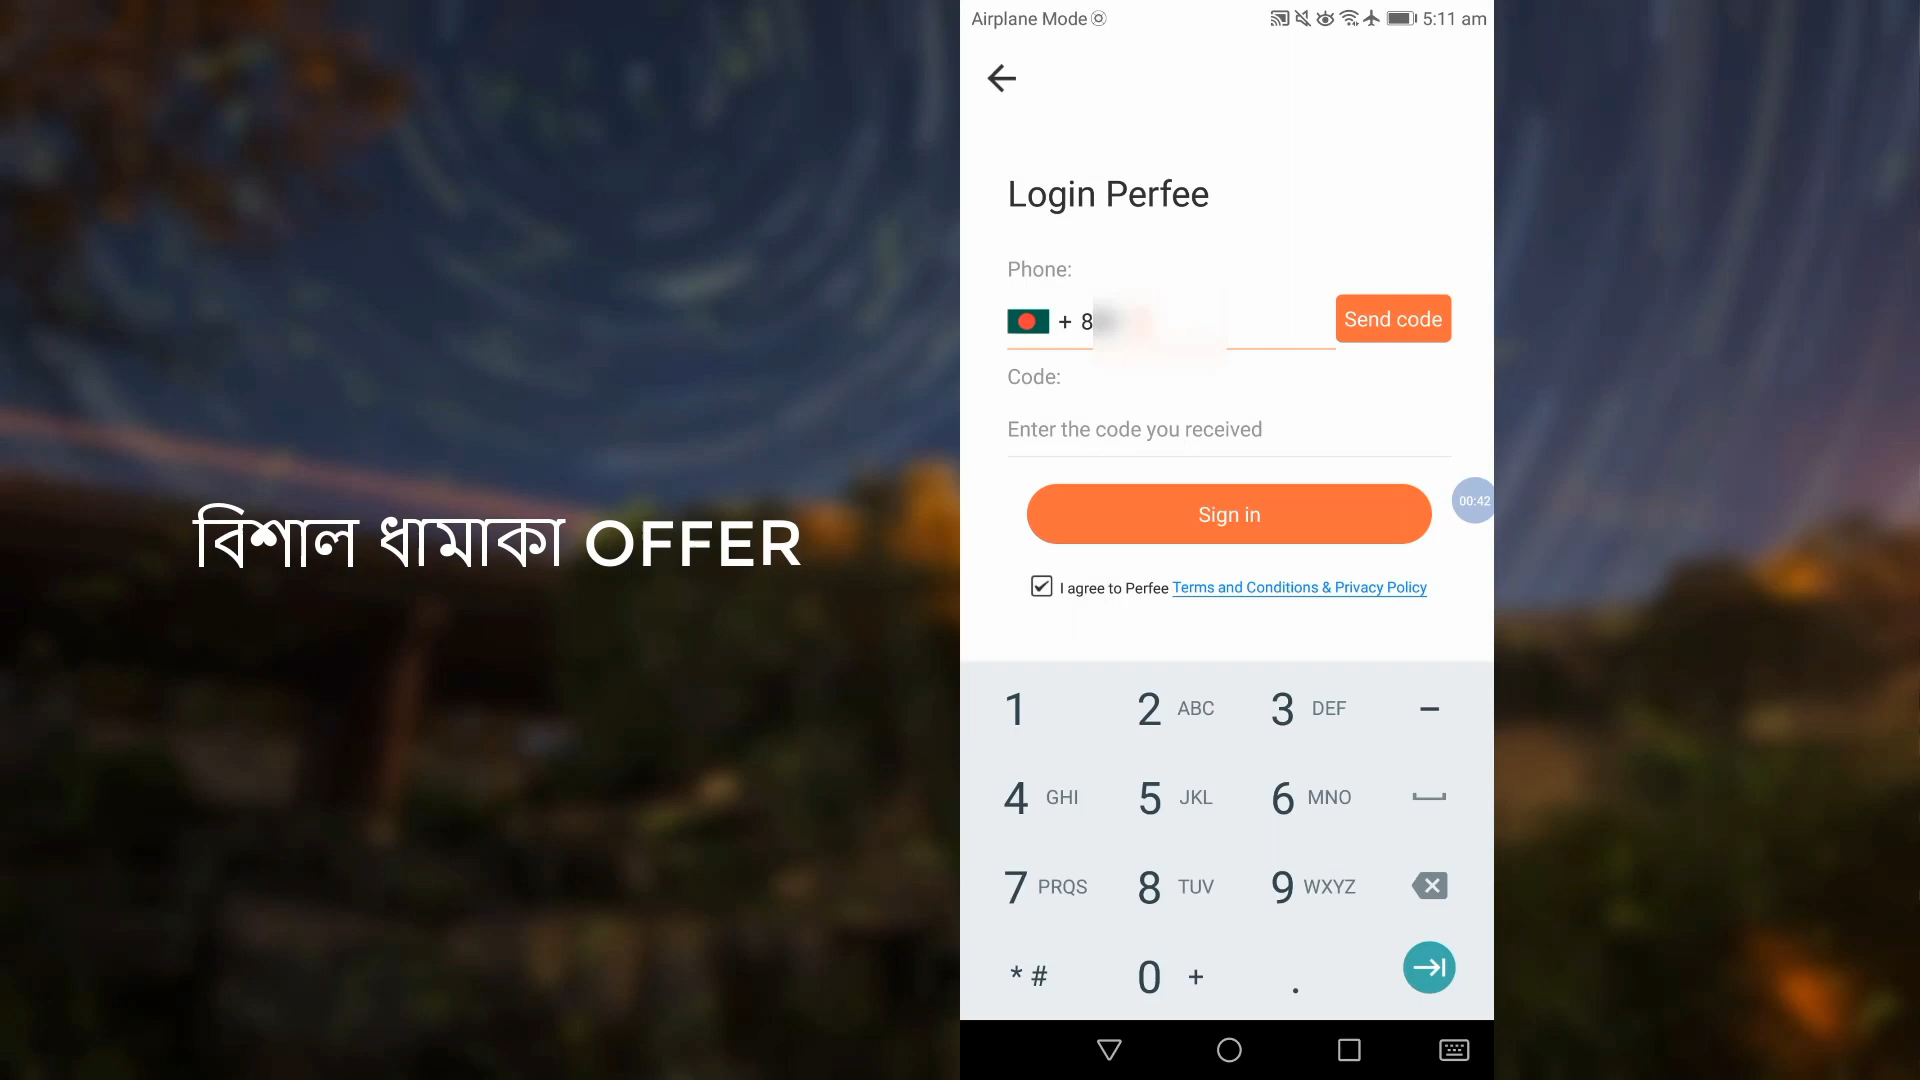 বিশাল ধামাকা OFFER
Airplane Mode 5:11 am
Login Perfee
Phone:
+ 8
Send code
Code:
Enter the code you received
Sign in
00:42
I agree to Perfee Terms and Conditions & Privacy Policy
1 2 ABC 3 DEF -
4 GHI 5 JKL 6 MNO
7 PRQS 8 TUV 9 WXYZ
* # 0 + .